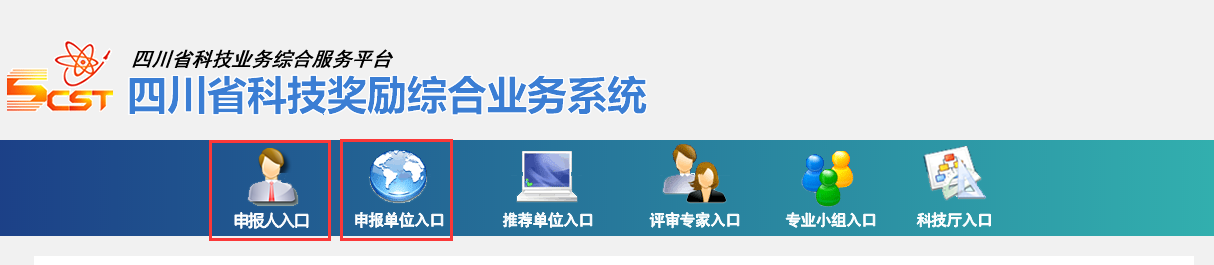 四川省科技业务综合服务平台
SCST
四川省科技奖励综合业务系统
申报人入口
申报单位入口
推荐单位入口
评审专家入口
专业小组入口
科技厅入口